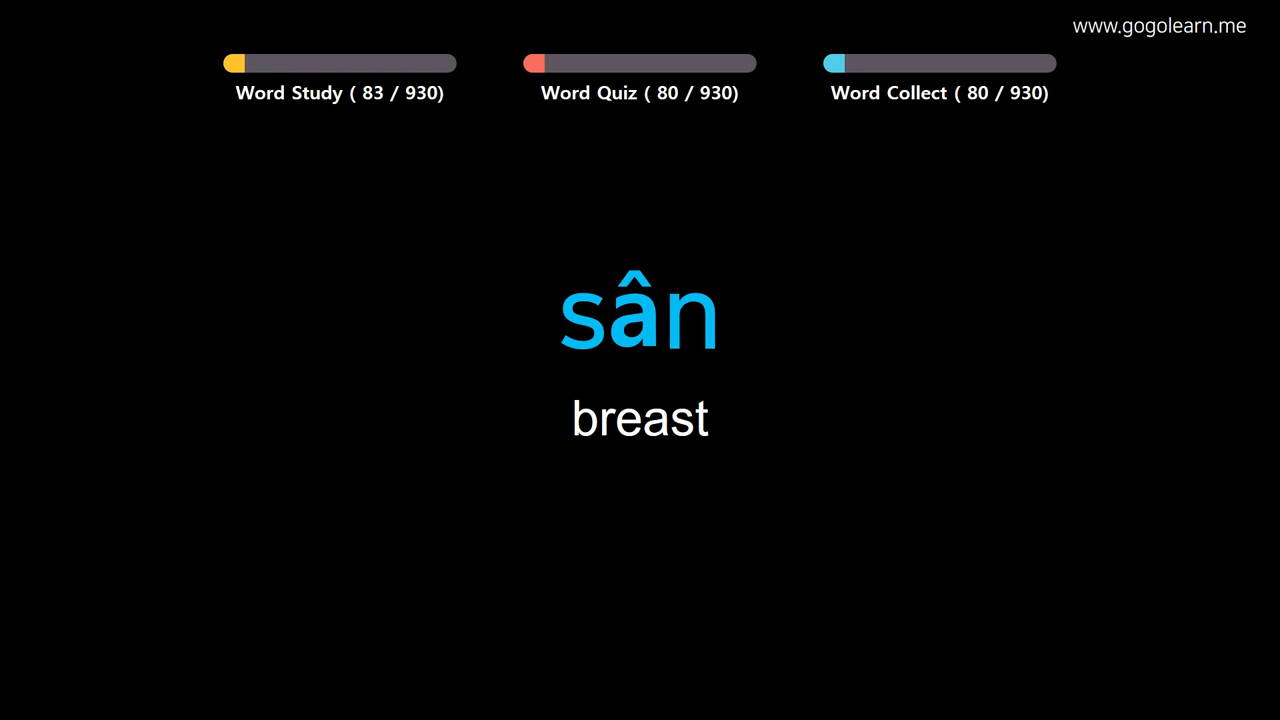 www.gogolearn.me
Word Study ( 83 / 930)
Word Quiz ( 80 / 930)
Word Collect ( 80 / 930)
sân
breast